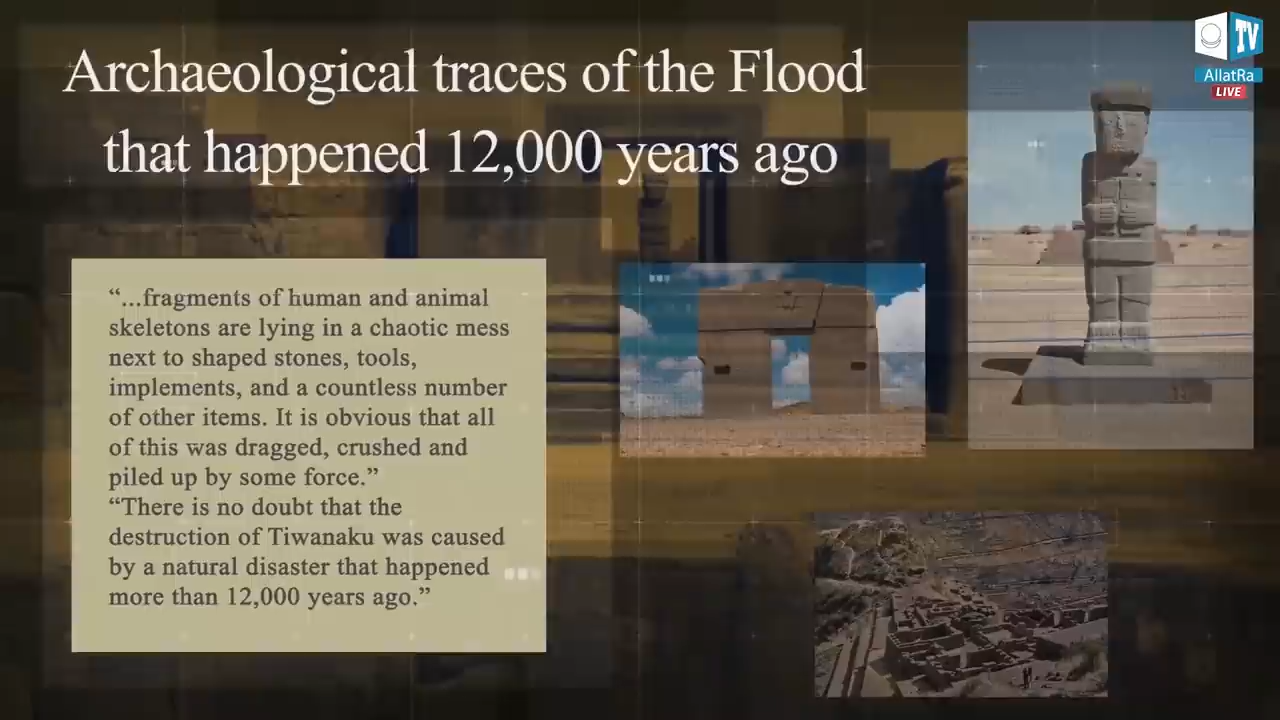 Archaeological traces of the Flood
that happened 12,000 years ago
TV
AllatRa
LIVE
“...fragments of human and animal
skeletons are lying in a chaotic mess
next to shaped stones, tools,
implements, and a countless number
of other items. It is obvious that all
of this was dragged, crushed and
piled up by some force.”
“There is no doubt that the
destruction of Tiwanaku was caused
by a natural disaster that happened
more than 12,000 years ago.”